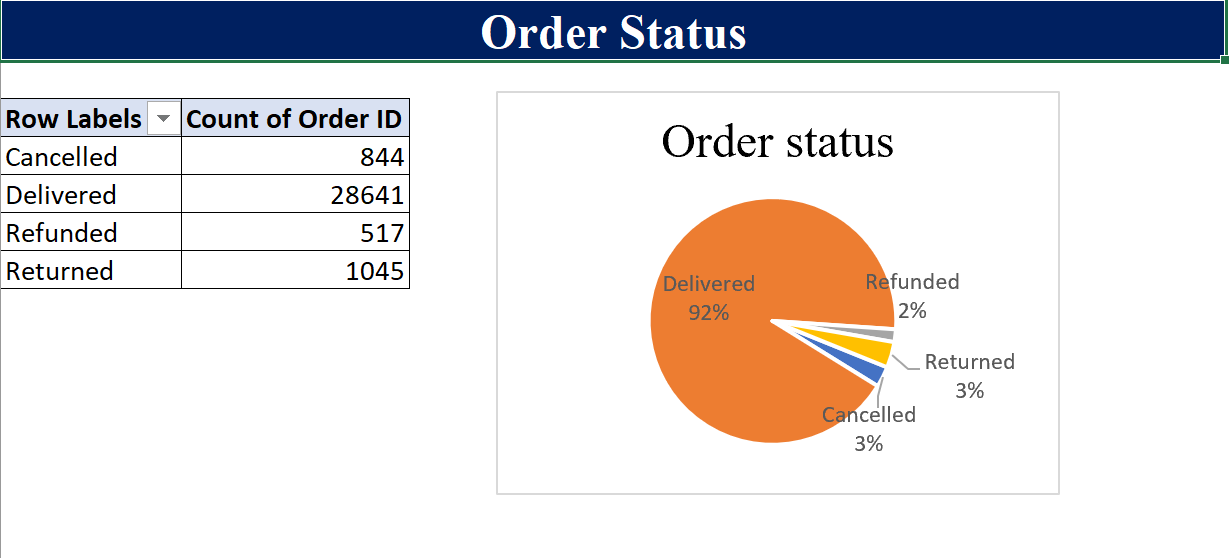 Order Status
Row Labels Count of Order ID
Cancelled 844
Delivered 28641
Refunded 517
Returned 1045
Order status
Delivered
92%
Refunded
2%
Returned
3%
Cancelled
3%